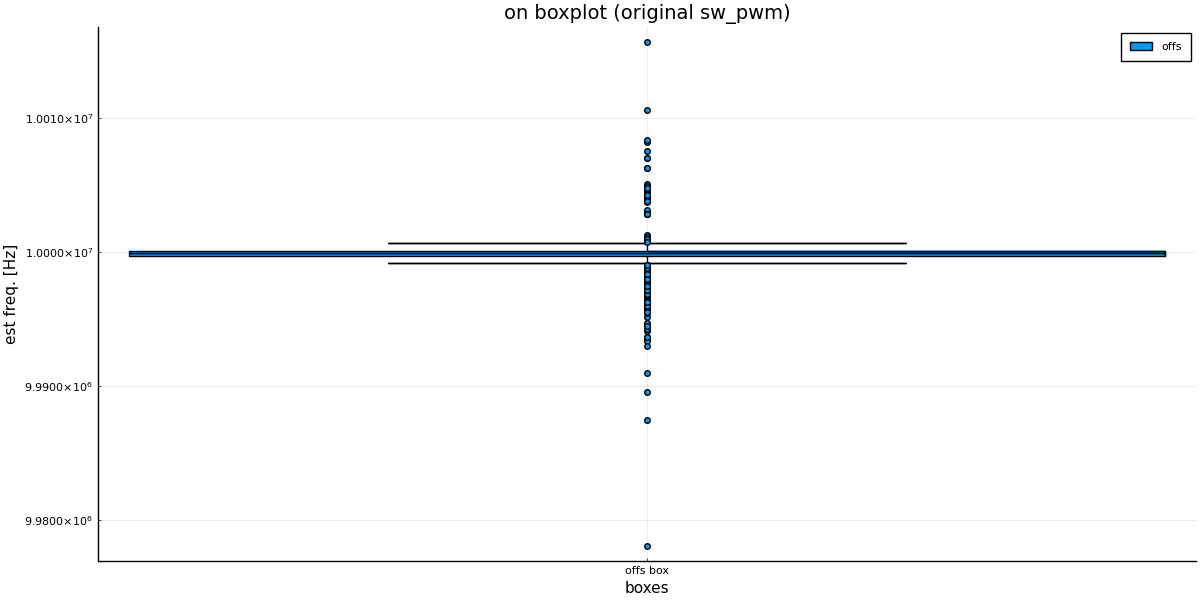 on boxplot (original sw_pwm)
offs
1.0010×10⁷
1.0000×10⁷
9.9900×10⁶
9.9800×10⁶
est freq. [Hz]
offs box
boxes